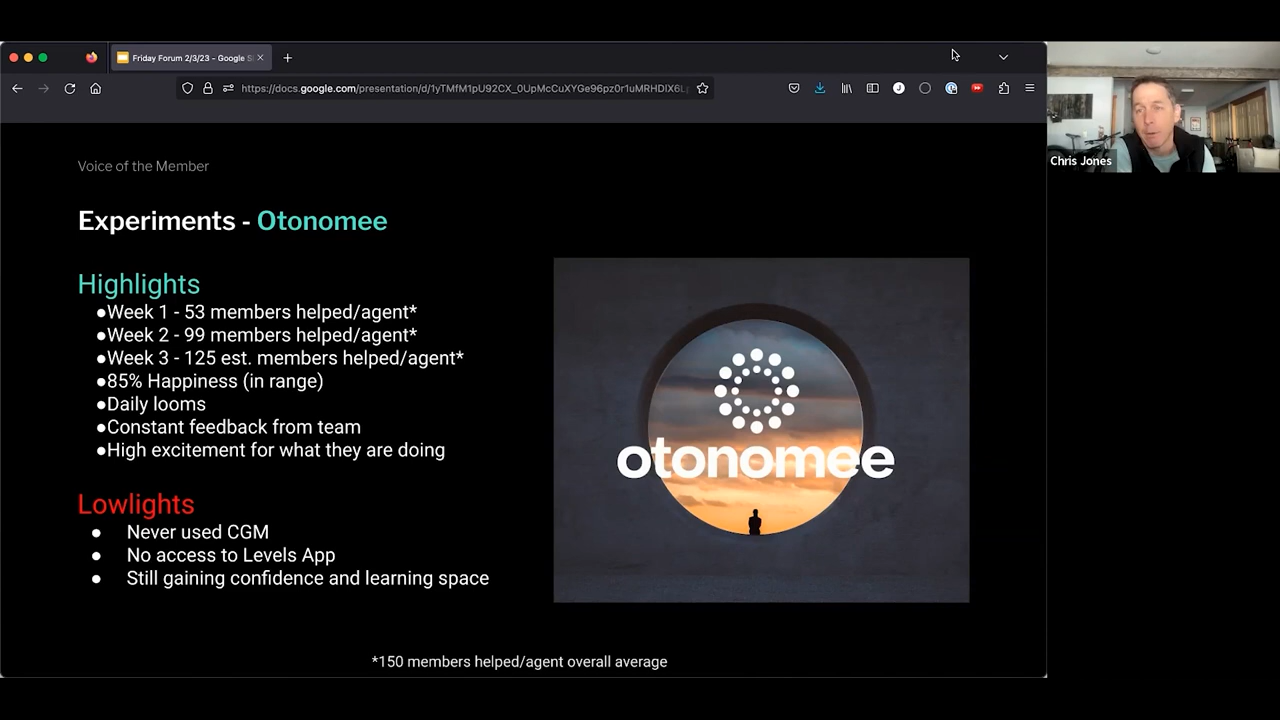 Friday Forum 2/3/23 - Google S
https://docs.google.com/presentation/d/1yTMfM1pU92CX_0UpMcCuXYGe96pz0r1uMRHDlX6L
Chris Jones
Voice of the Member
Experiments - Otonomee
Highlights
●Week 1 - 53 members helped/agent*
●Week 2 - 99 members helped/agent*
●Week 3 - 125 est. members helped/agent*
●85% Happiness (in range)
●Daily looms
●Constant feedback from team
●High excitement for what they are doing
otonomee
Lowlights
● Never used CGM
● No access to Levels App
● Still gaining confidence and learning space
*150 members helped/agent overall average